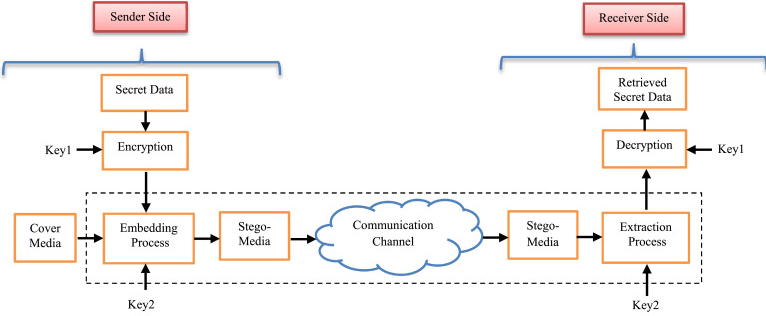 Sender Side
Receiver Side
Secret Data
Retrieved
Secret Data
Key1
Encryption
Decryption
Key1
Cover
Media
Embedding
Process
Stego-
Media
Communication
Channel
Stego-
Media
Extraction
Process
Key2
Key2